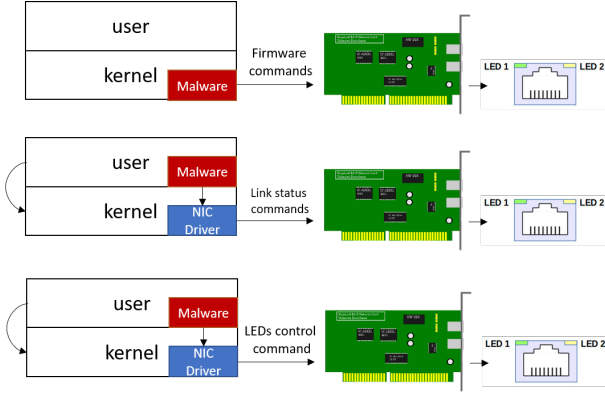 user
kernel
Malware
Firmware
commands
LED 1
LED 2
user
Malware
kernel
NIC
Driver
Link status
commands
LED 1
LED 2
user
Malware
kernel
NIC
Driver
LEDs control
command
LED 1
LED 2